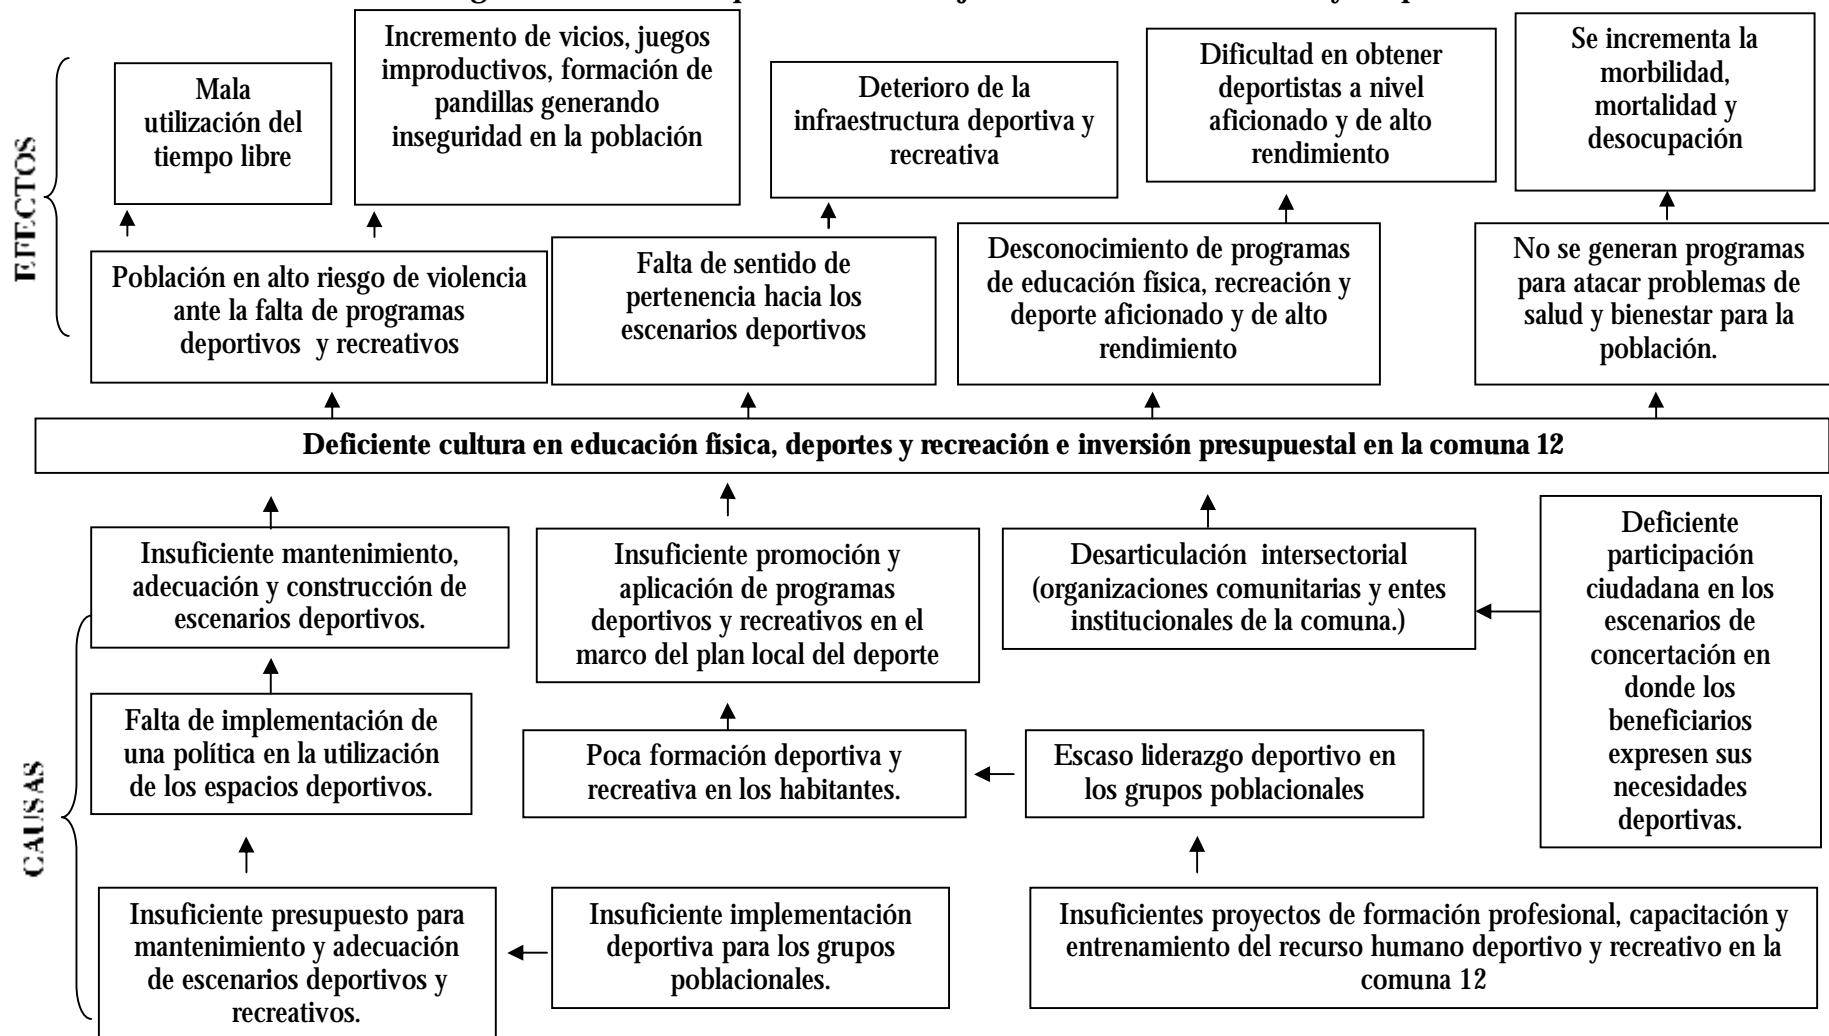 EFECTOS
Mala
utilización del
tiempo libre
Incremento de vicios, juegos
improductivos, formación de
pandillas generando
inseguridad en la población
Deterioro de la
infraestructura deportiva y
recreativa
Dificultad en obtener
deportistas a nivel
aficionado y de alto
rendimiento
Se incrementa la
morbilidad,
mortalidad y
desocupación
Población en alto riesgo de violencia
ante la falta de programas
deportivos y recreativos
Falta de sentido de
pertenencia hacia los
escenarios deportivos
Desconocimiento de programas
de educación física, recreación y
deporte aficionado y de alto
rendimiento
No se generan programas
para atacar problemas de
salud y bienestar para la
población.
Deficiente cultura en educación física, deportes y recreación e inversión presupuestal en la comuna 12
CAUSAS
Insuficiente mantenimiento,
adecuación y construcción de
escenarios deportivos.
Insuficiente promoción y
aplicación de programas
deportivos y recreativos en el
marco del plan local del deporte
Desarticulación intersectorial
(organizaciones comunitarias y entes
institucionales de la comuna.)
Deficiente
participación
ciudadana en los
escenarios de
concertación en
donde los
beneficiarios
expresen sus
necesidades
deportivas.
Falta de implementación de
una política en la utilización
de los espacios deportivos.
Poca formación deportiva y
recreativa en los habitantes.
Escaso liderazgo deportivo en
los grupos poblacionales
Insuficiente presupuesto para
mantenimiento y adecuación
de escenarios deportivos y
recreativos.
Insuficiente implementación
deportiva para los grupos
poblacionales.
Insuficientes proyectos de formación profesional, capacitación y
entrenamiento del recurso humano deportivo y recreativo en la
comuna 12